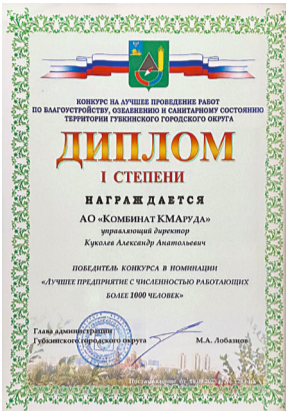 КОНКУРС НА ЛУЧШЕЕ ПРОВЕДЕНИЕ РАБОТ
ПО БЛАГОУСТРОЙСТВУ, ОЗЕЛЕНЕНИЮ И САНИТАРНОМУ СОСТОЯНИЮ
ТЕРРИТОРИИ ГУБКИНСКОГО ГОРОДСКОГО ОКРУГА
ДИПЛОМ
I СТЕПЕНИ
НАГРАЖДАЕТСЯ
АО «КОМБИНАТ КМАРУДА»
управляющий директор
Куколев Александр Анатольевич
ПОБЕДИТЕЛЬ КОНКУРСА В НОМИНАЦИИ
«ЛУЧШЕЕ ПРЕДПРИЯТИЕ С ЧИСЛЕННОСТЬЮ РАБОТАЮЩИХ
БОЛЕЕ 1000 ЧЕЛОВЕК»
Глава администрации
Губкинского городского округа М.А. Лобазнов
Постановление от